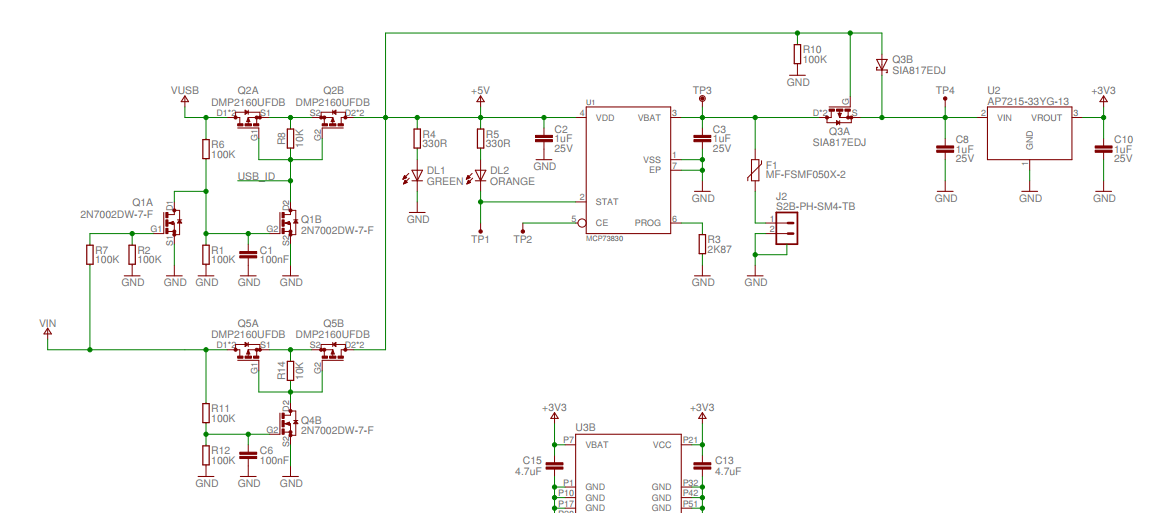 R10
100K
GND
Q3B
SIA817EDJ
VUSB
Q2A
DMP2160UFDB
D1*2
S1
G1
Q2B
DMP2160UFDB
S2
D2*2
G2
R8
10K
R6
100K
USB_ID
Q1A
2N7002DW-7-F
D1
G1
S1
Q1B
2N7002DW-7-F
D2
G2
S2
R7
100K
R2
100K
GND
GND
R1
100K
GND
C1
100nF
GND
GND
+5V
R4
330R
DL1
GREEN
GND
R5
330R
DL2
ORANGE
TP1
TP2
C2
1uF
25V
GND
U1
4
VDD
VBAT
3
VSS
1
EP
7
2
STAT
5
CE
PROG
6
MCP73830
TP3
C3
1uF
25V
GND
R3
2K87
GND
F1
MF-FSMF050X-2
J2
S2B-PH-SM4-TB
1
2
GND
G
D*2
S
Q3A
SIA817EDJ
TP4
C8
1uF
25V
GND
U2
AP7215-33YG-13
2
VIN
VROUT
3
GND
1
GND
+3V3
C10
1uF
25V
GND
VIN
Q5A
DMP2160UFDB
D1*2
S1
G1
Q5B
DMP2160UFDB
S2
D2*2
G2
R14
10K
R11
100K
Q4B
2N7002DW-7-F
D2
G2
S2
R12
100K
GND
C6
100nF
GND
GND
+3V3
+3V3
U3B
P7
VBAT
VCC
P21
C15
4.7uF
C13
4.7uF
P1
GND
GND
P32
P10
GND
GND
P42
P17
GND
GND
P51